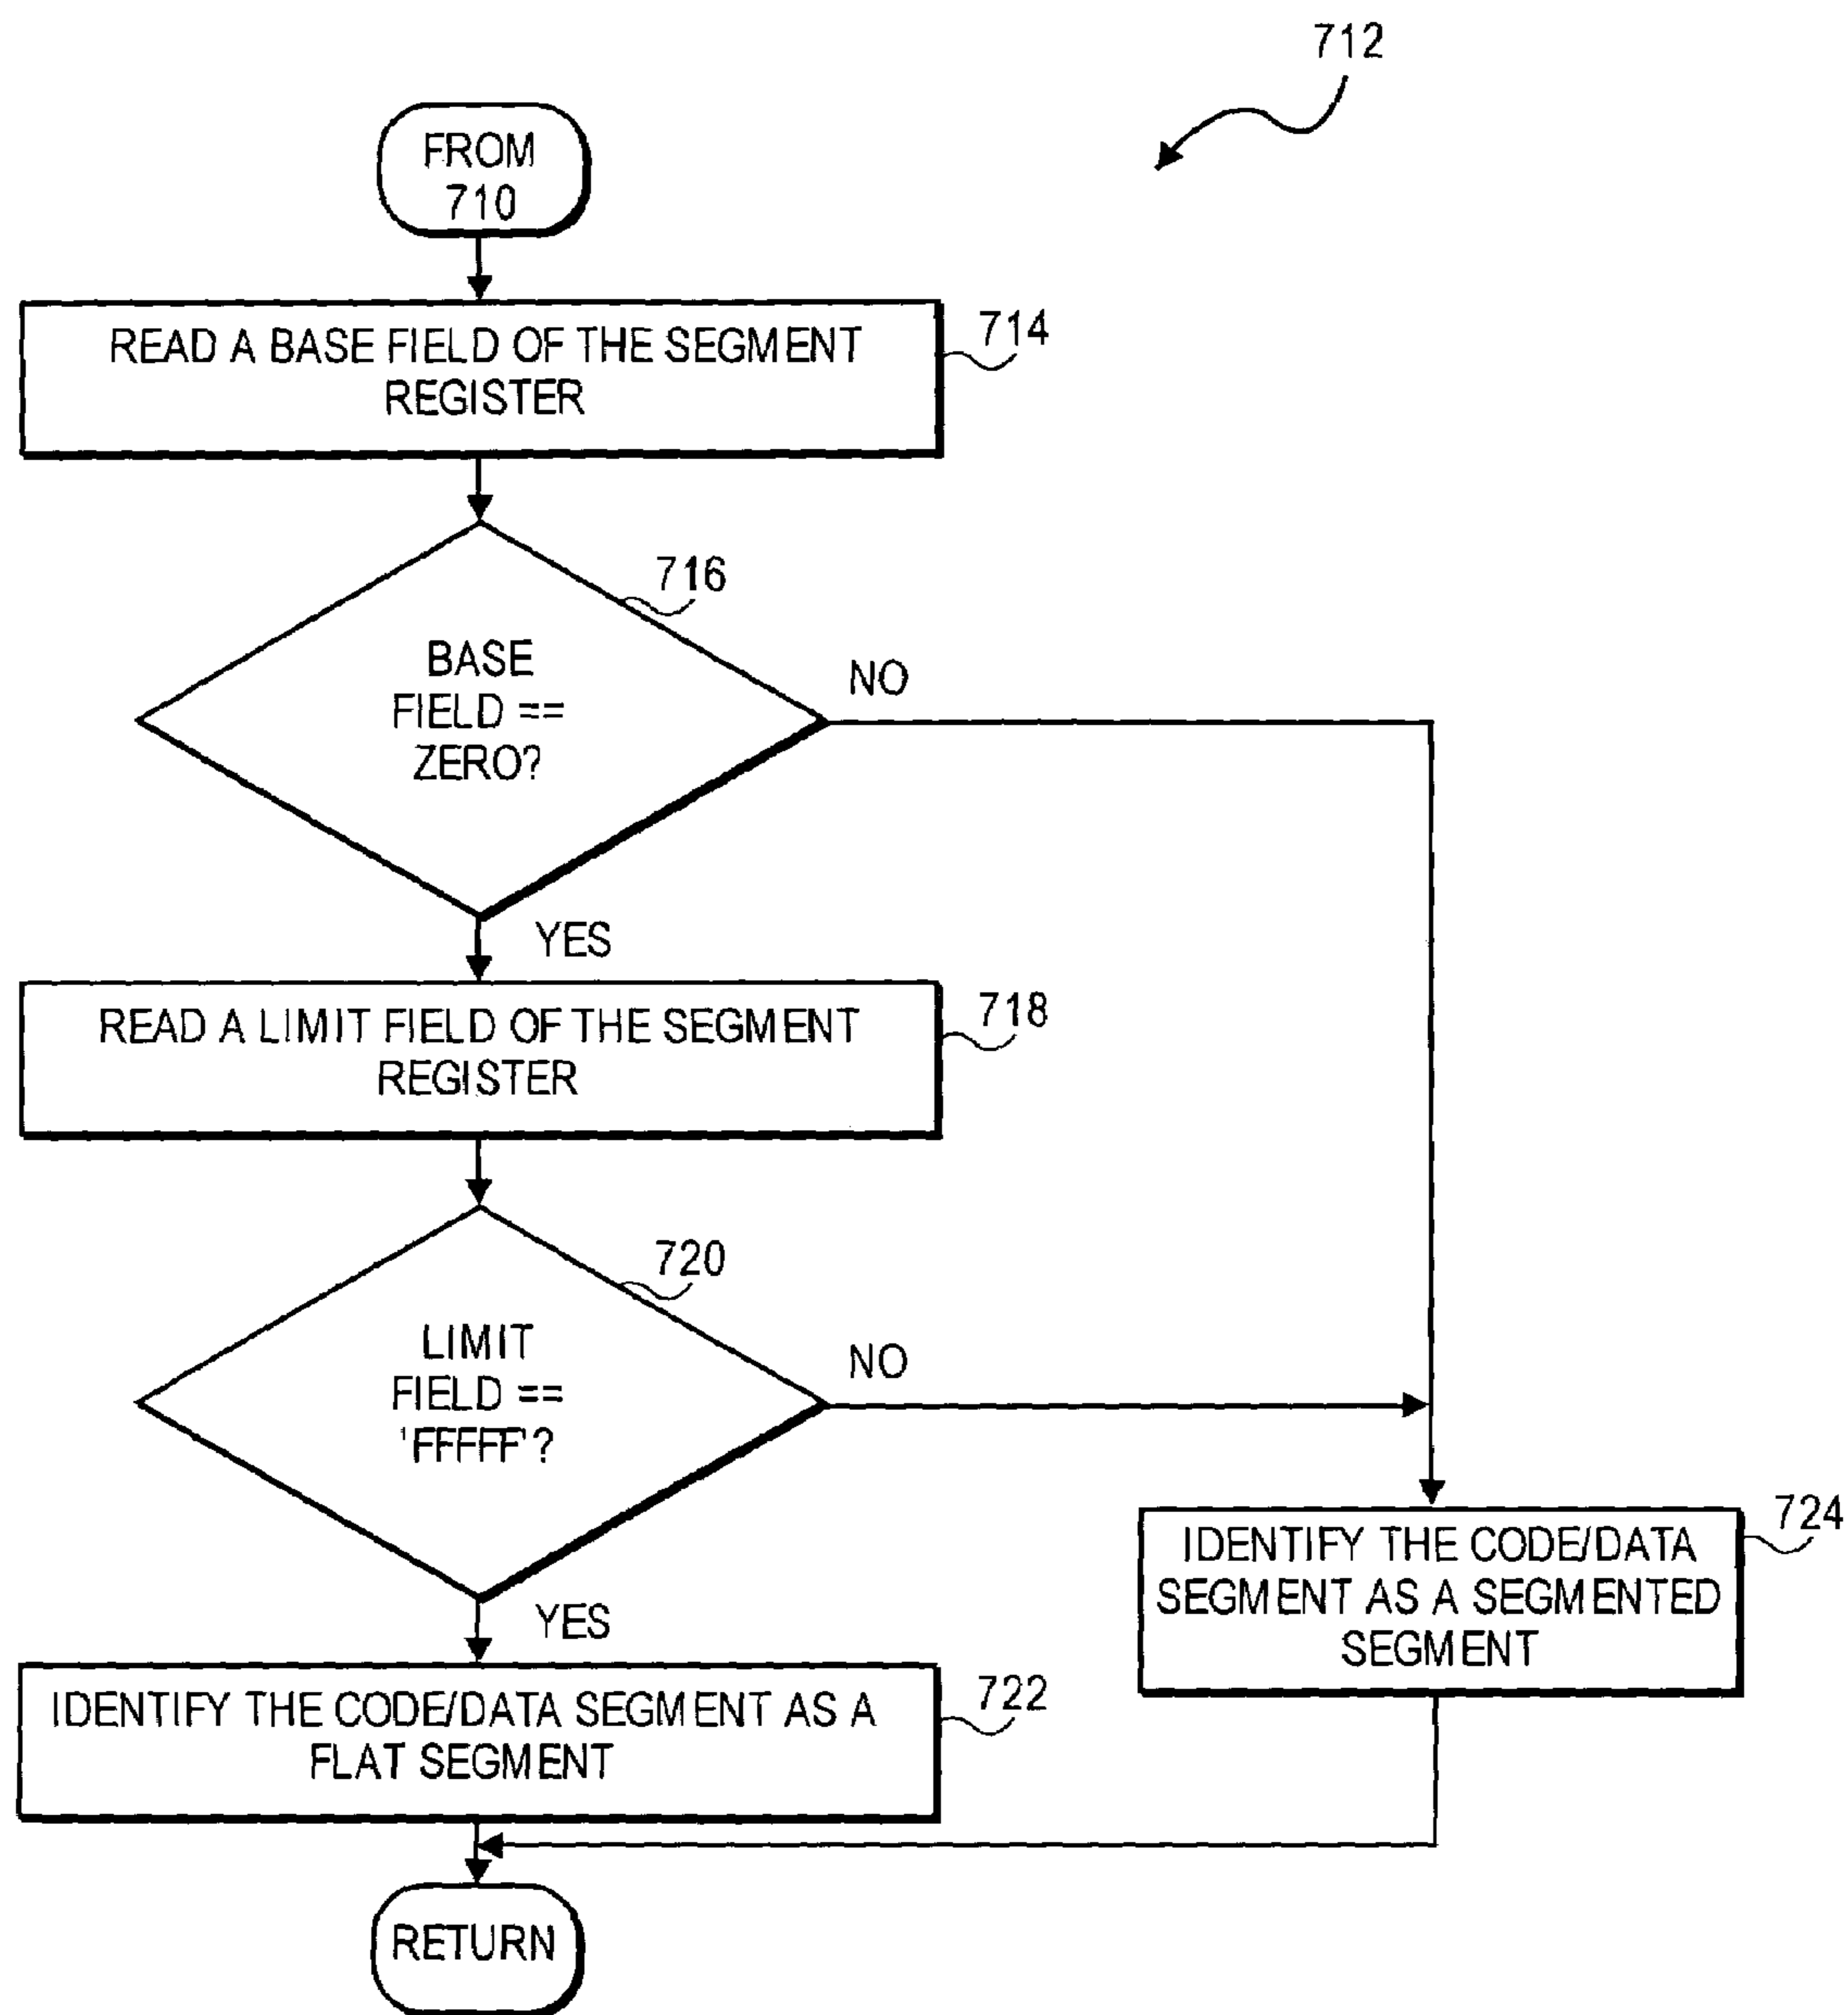 712
FROM
710
READ A BASE FIELD OF THE SEGMENT
REGISTER
714
716
BASE
FIELD ==
ZERO?
NO
YES
READ A LIMIT FIELD OF THE SEGMENT
REGISTER
718
720
LIMIT
FIELD ==
'FFFFF'?
NO
YES
IDENTIFY THE CODE/DATA
SEGMENT AS A SEGMENTED
SEGMENT
724
IDENTIFY THE CODE/DATA SEGMENT AS A
FLAT SEGMENT
722
RETURN